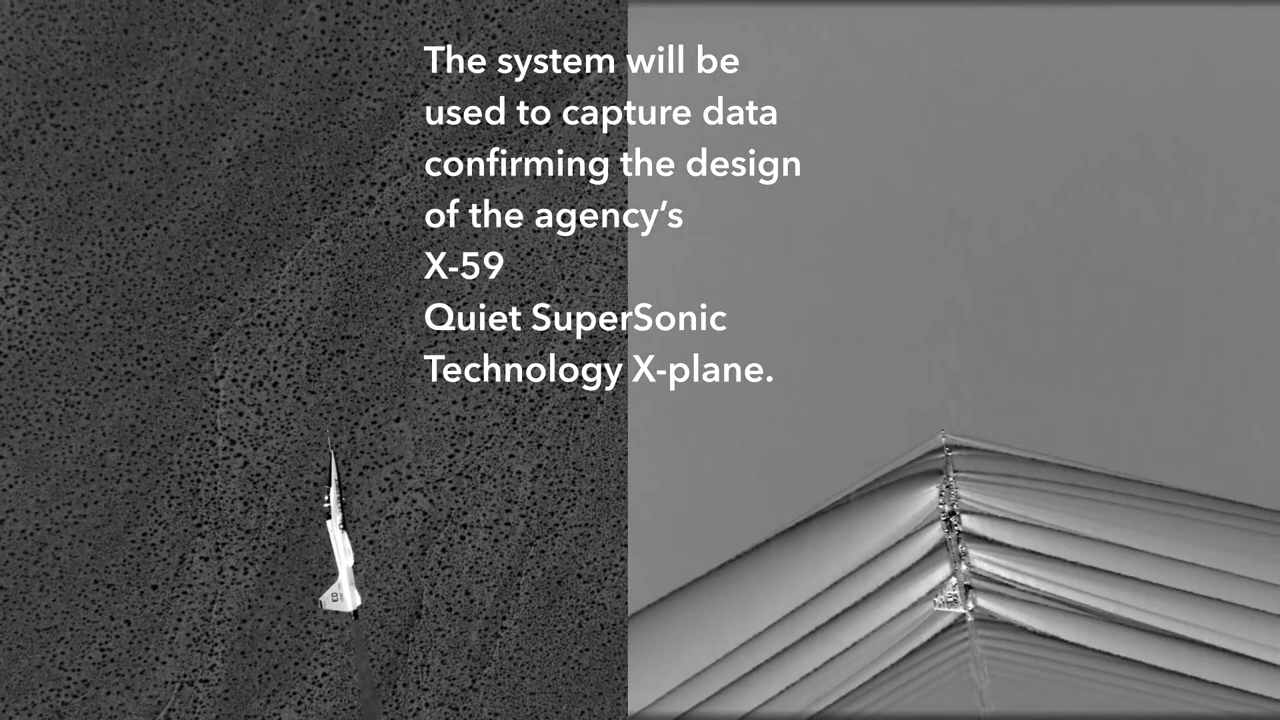 The system will be
used to capture data
confirming the design
of the agency’s
X-59
Quiet SuperSonic
Technology X-plane.